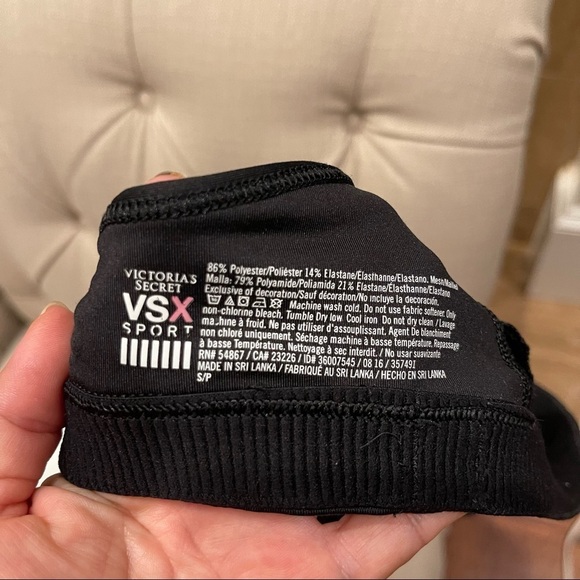 VICTORIA'S
SECRET
VSX
SPORT
86% Polyester/Poliéster 14% Elastane/Elasthanne/Elastano. Mesh/Maille/
Malla: 79% Polyamide/Poliamida 21% Elastane/Elasthanne/Elastano
Exclusive of decoration/Sauf décoration/No incluye la decoración.
Machine wash cold. Do not use fabric softener. Only
non-chlorine bleach. Tumble Dry low. Cool iron Do not dry clean / Lavage
machine à froid. Ne pas utiliser d'assouplissant. Agent De blanchiment
non chloré uniquement. Séchage machine à basse température. Repassage
à basse Température. Nettoyage à sec interdit. / No usar suavizante
RN# 54867 / CA# 23226 / ID# 36007545 / 08 16 / 357491
MADE IN SRI LANKA / FABRIQUÉ AU SRI LANKA / HECHO EN SRI LANKA
S/P